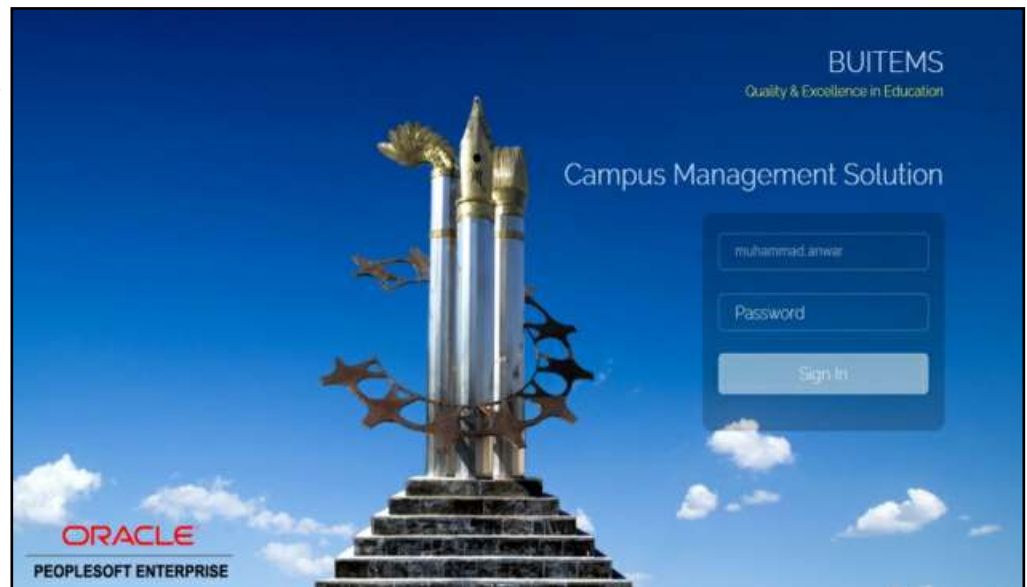 BUITEMS
Quality & Excellence in Education
Campus Management Solution
muhammad.anwar
Password
Sign In
ORACLE
PEOPLESOFT ENTERPRISE